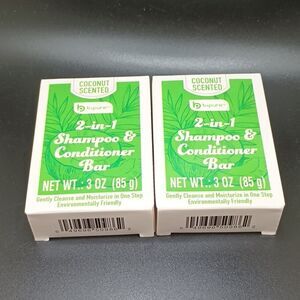 COCONUT
SCENTED
b.pure
2-in-1
Shampoo &
Conditioner
Bar
NET WT.: 3 OZ (85 g)
Gently Cleanse and Moisturize in One Step
Environmentally Friendly
COCONUT
SCENTED
b.pure
2-in-1
Shampoo &
Conditioner
Bar
NET WT.: 3 OZ (85 g)
Gently Cleanse and Moisturize in One Step
Environmentally Friendly